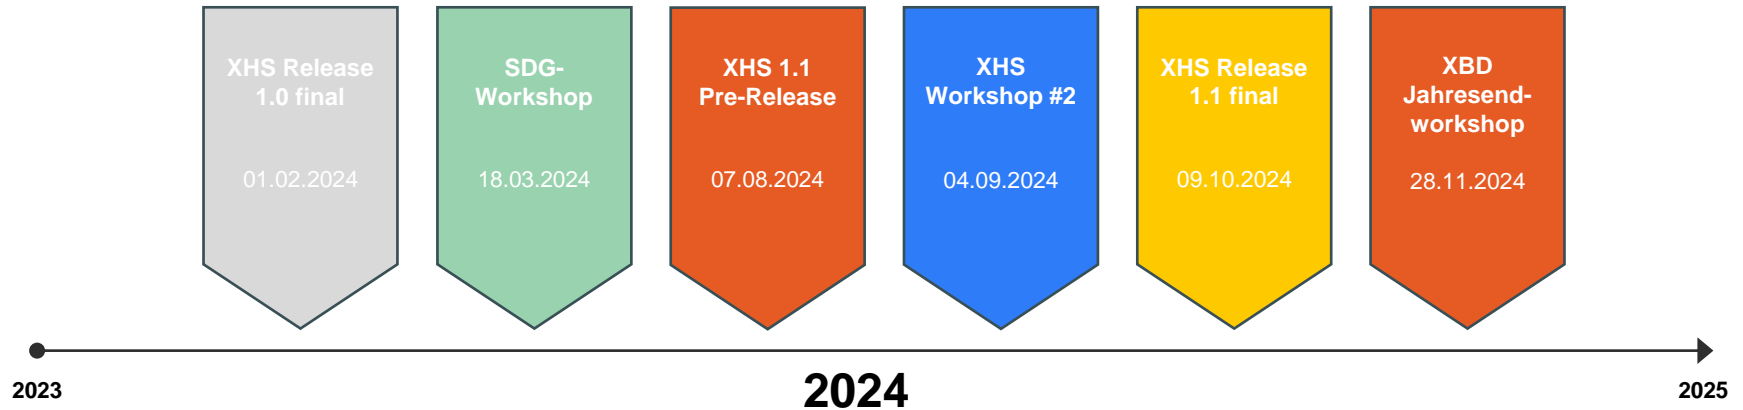 XHS Release
1.0 final
01.02.2024
SDG-
Workshop
18.03.2024
XHS 1.1
Pre-Release
07.08.2024
XHS
Workshop #2
04.09.2024
XHS Release
1.1 final
09.10.2024
XBD
Jahresend-
workshop
28.11.2024
2023
2024
2025